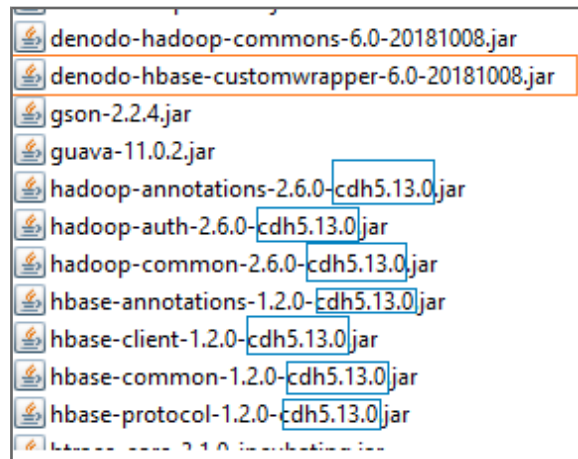 denodo-hadoop-commons-6.0-20181008.jar
denodo-hbase-customwrapper-6.0-20181008.jar
gson-2.2.4.jar
guava-11.0.2.jar
hadoop-annotations-2.6.0-cdh5.13.0.jar
hadoop-auth-2.6.0-cdh5.13.0.jar
hadoop-common-2.6.0-cdh5.13.0.jar
hbase-annotations-1.2.0-cdh5.13.0.jar
hbase-client-1.2.0-cdh5.13.0.jar
hbase-common-1.2.0-cdh5.13.0.jar
hbase-protocol-1.2.0-cdh5.13.0.jar